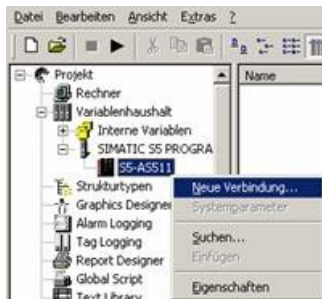 Datei Bearbeiten Ansicht Extras ?
Name
Projekt
Rechner
Variablenhaushalt
Interne Variablen
SIMATIC S5 PROGRA
S5-AS511
Strukturtypen
Graphics Designer
Alarm Logging
Tag Logging
Report Designer
Global Script
Text Library
Neue Verbindung...
Systemparameter
Suchen...
Einfügen
Eigenschaften